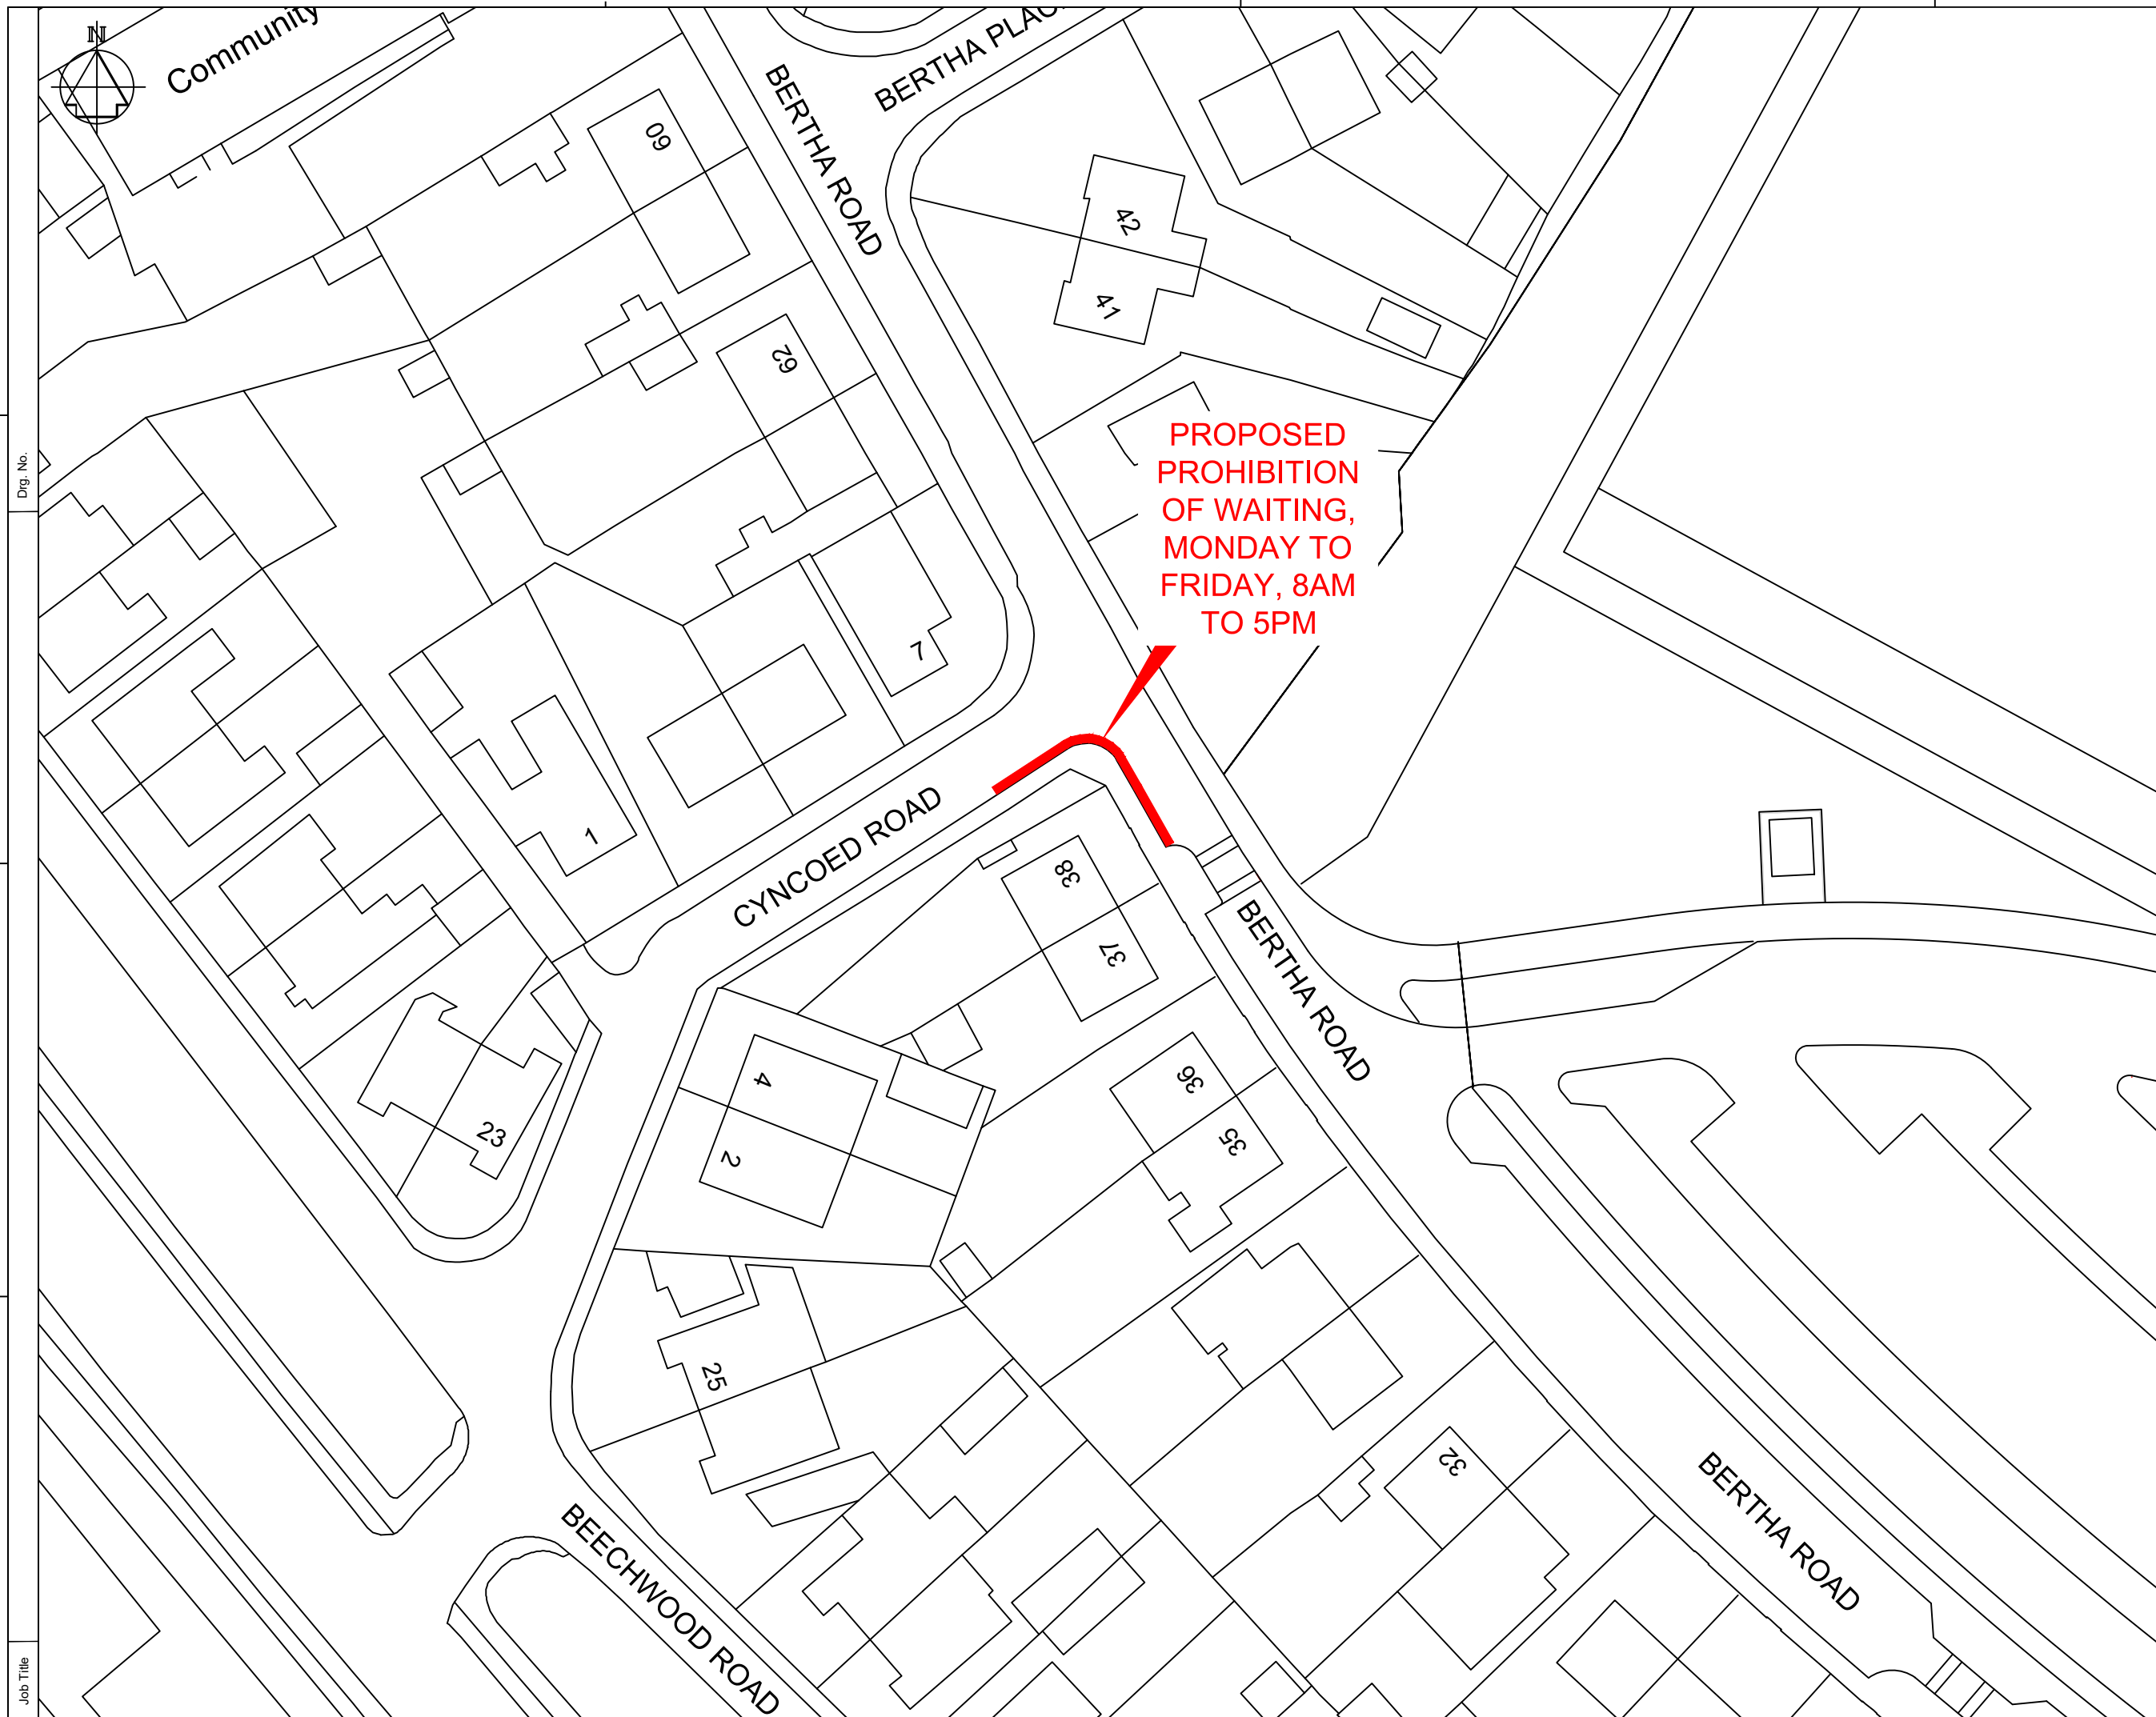 N
Community
BERTHA PLAC
BERTHA ROAD
60
42
41
62
Drg. No.
PROPOSED
PROHIBITION
OF WAITING,
MONDAY TO
FRIDAY, 8AM
TO 5PM
7
1
CYNCOED ROAD
38
37
BERTHA ROAD
36
35
4
2
23
25
32
BERTHA ROAD
BEECHWOOD ROAD
Job Title